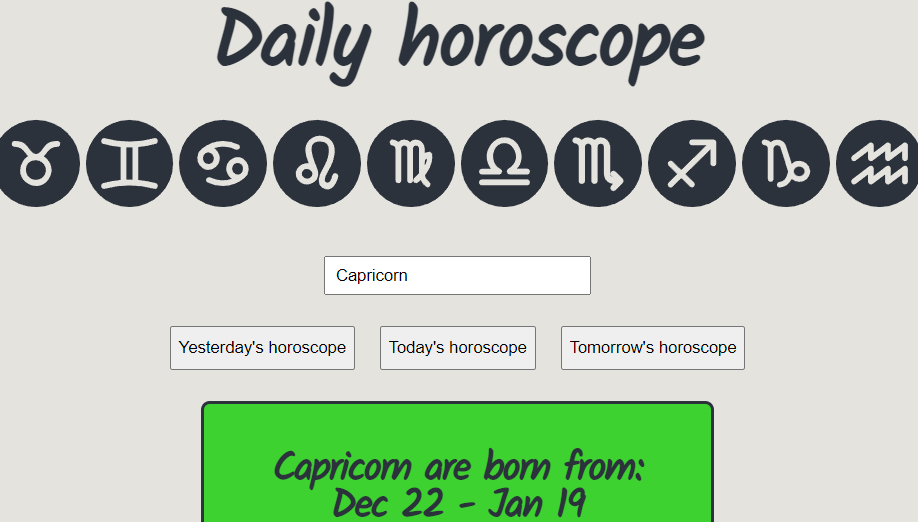 Daily horoscope
Capricorn
Yesterday's horoscope Today's horoscope Tomorrow's horoscope
Capricorn are born from:
Dec 22 - Jan 19